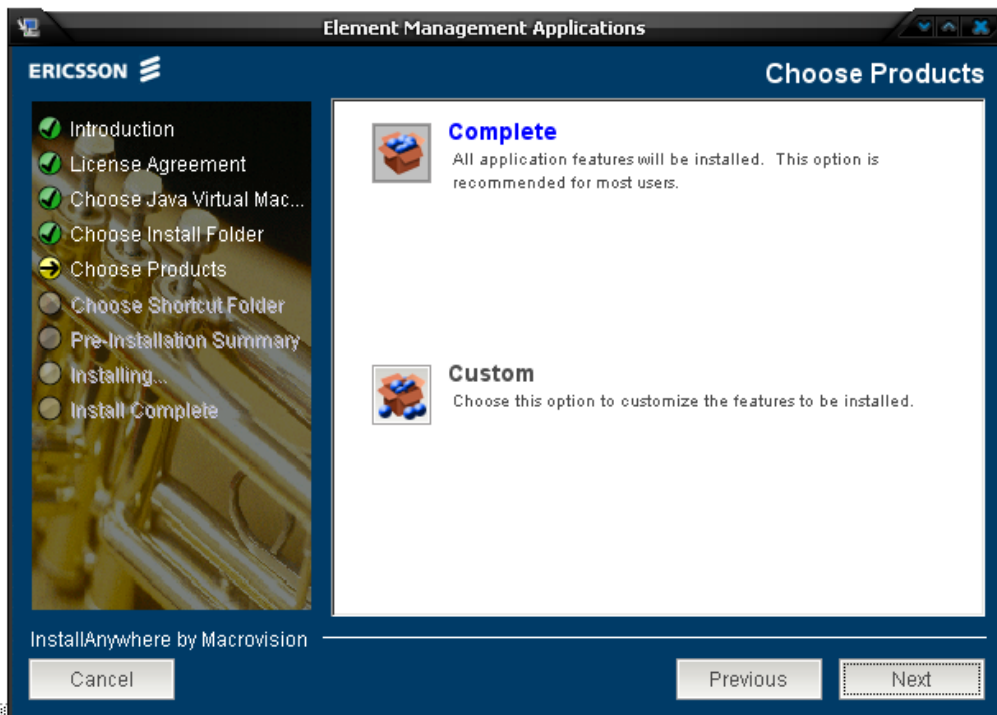 Element Management Applications
ERICSSON
Choose Products
Introduction
License Agreement
Choose Java Virtual Mac...
Choose Install Folder
Choose Products
Choose Shortcut Folder
Pre-Installation Summary
Installing...
Install Complete
Complete
All application features will be installed. This option is
recommended for most users.
Custom
Choose this option to customize the features to be installed.
InstallAnywhere by Macrovision
Cancel
Previous
Next